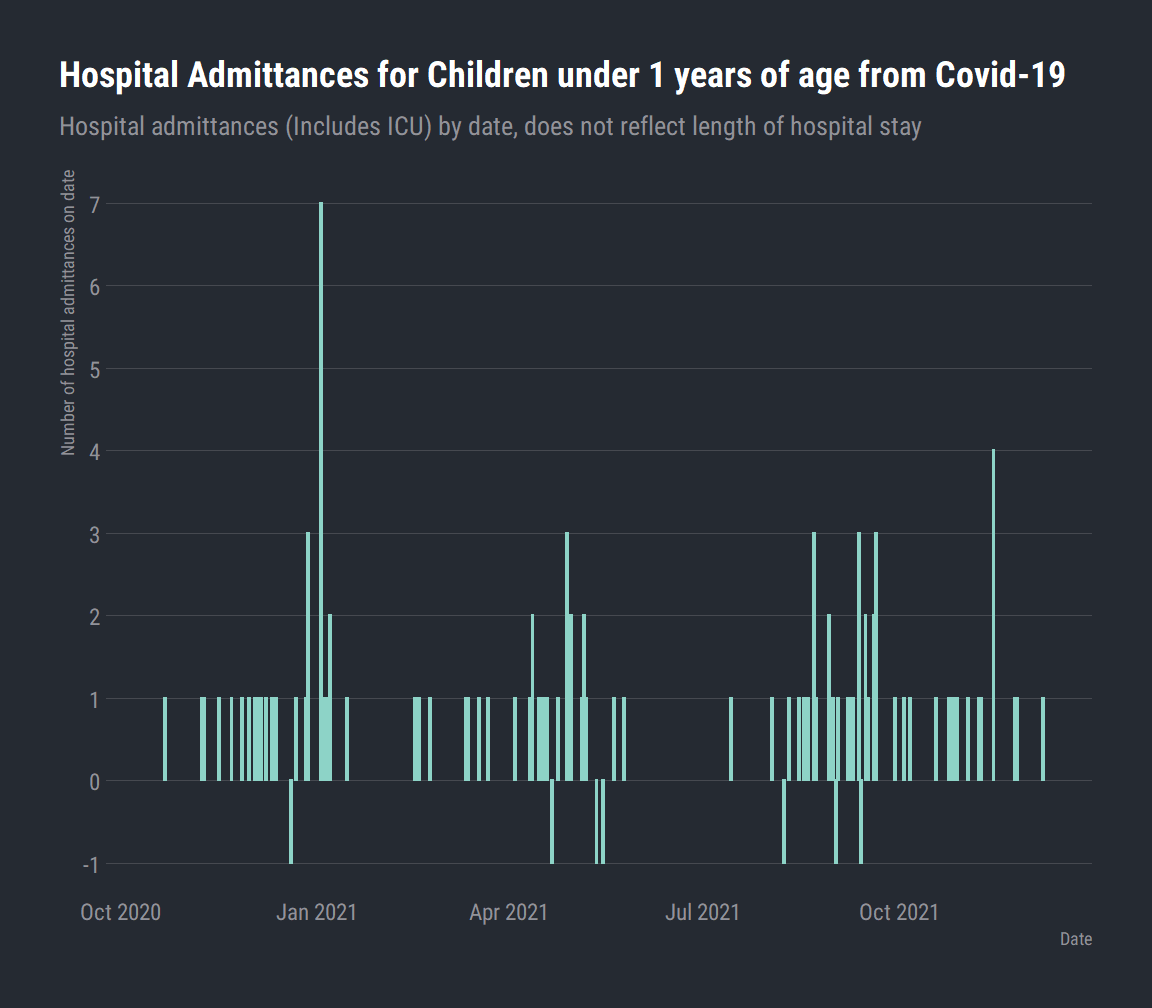 Hospital Admittances for Children under 1 years of age from Covid-19
Hospital admittances (Includes ICU) by date, does not reflect length of hospital stay
Number of hospital admittances on date
7
6
5
4
3
2
1
0
-1
Oct 2020 Jan 2021 Apr 2021 Jul 2021 Oct 2021
Date